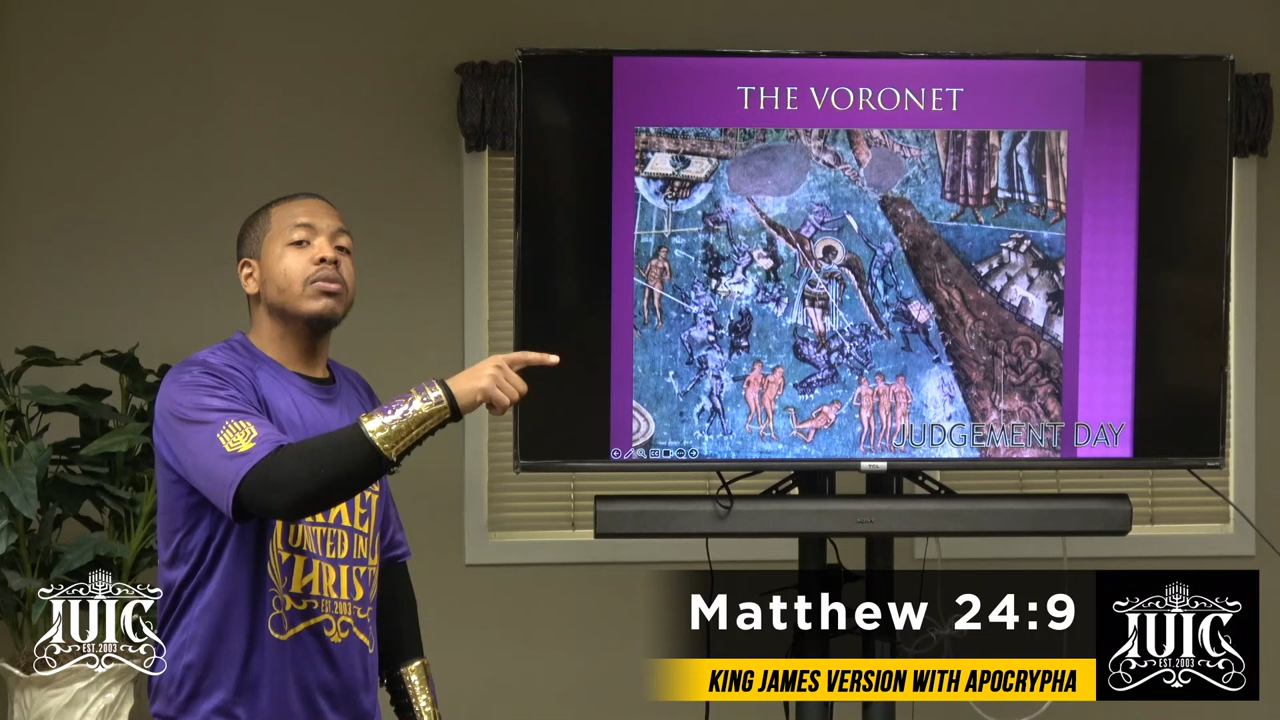 THE VORONET
JUDGEMENT DAY
TCL
UNITED IN
CHRIST
EST.2003
IUIC
EST.2003
Matthew 24:9
KING JAMES VERSION WITH APOCRYPHA
IUIC
EST.2003